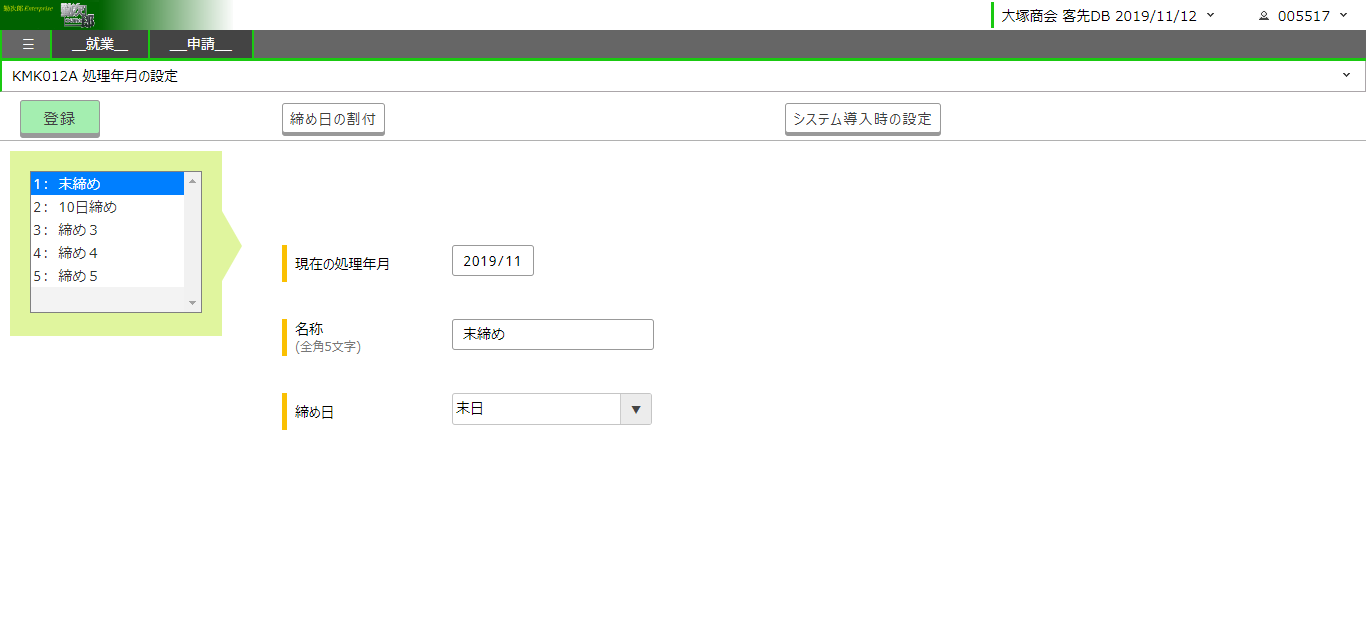 勤次郎 Enterprise
大塚商会 客先DB 2019/11/12
005517
__就業__
__申請__
KMK012A 処理年月の設定
登録
締め日の割付
システム導入時の設定
1： 末締め
2： 10日締め
3： 締め３
4： 締め４
5： 締め５
現在の処理年月
2019/11
名称
(全角5文字)
末締め
締め日
末日